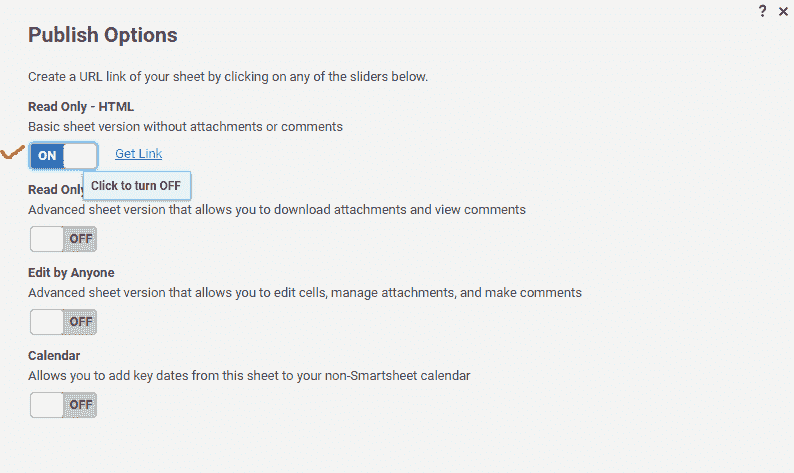 ?
Publish Options
Create a URL link of your sheet by clicking on any of the sliders below.
Read Only - HTML
Basic sheet version without attachments or comments
ON Get Link
Click to turn OFF
Read Only
Advanced sheet version that allows you to download attachments and view comments
OFF
Edit by Anyone
Advanced sheet version that allows you to edit cells, manage attachments, and make comments
OFF
Calendar
Allows you to add key dates from this sheet to your non-Smartsheet calendar
OFF